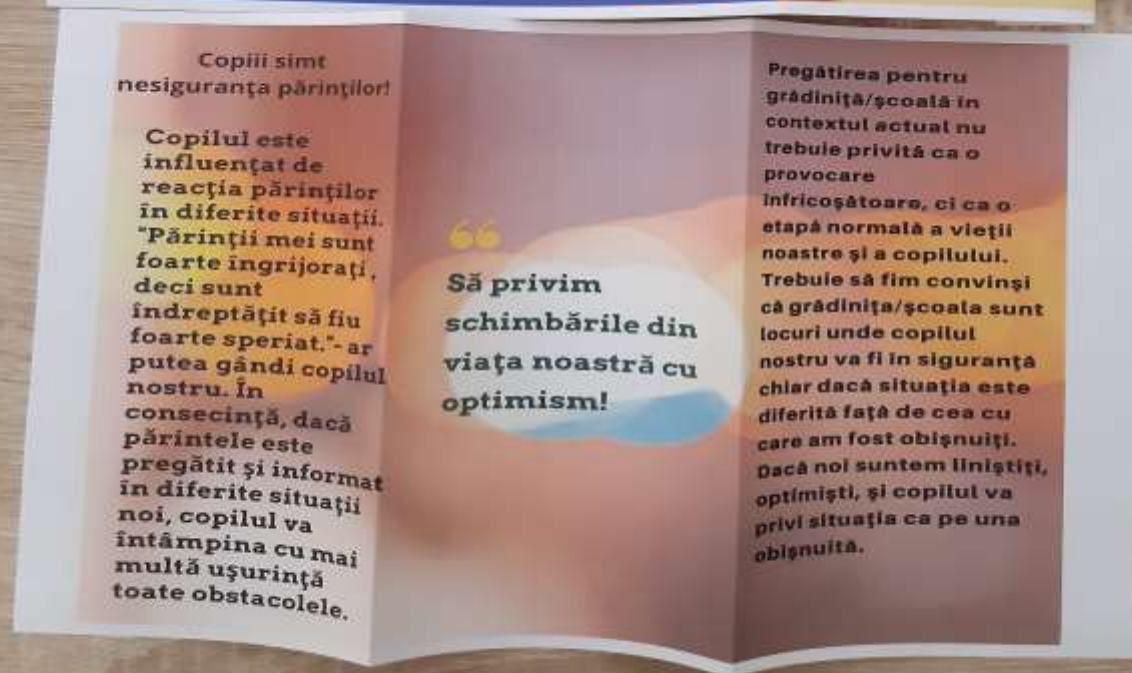 Copiii simt
nesiguranța părinților!
Copilul este
influențat de
reacția părinților
în diferite situații.
"Părinții mei sunt
foarte îngrijorați,
deci sunt
îndreptățit să fiu
foarte speriat."- ar
putea gândi copilul
nostru. În
consecință, dacă
părintele este
pregătit și informat
în diferite situații
noi, copilul va
întâmpina cu mai
multă ușurință
toate obstacolele.
Să privim
schimbările din
viața noastră cu
optimism!
Pregătirea pentru
grădiniță/școală în
contextul actual nu
trebuie privită ca o
provocare
înfricoșătoare, ci ca o
etapă normală a vieții
noastre și a copilului.
Trebuie să fim convinși
că grădinița/școala sunt
locuri unde copilul
nostru va fi în siguranță
chiar dacă situația este
diferită față de cea cu
care am fost obișnuiți.
Dacă noi suntem liniștiți,
optimiști, și copilul va
privi situația ca pe una
obișnuită.